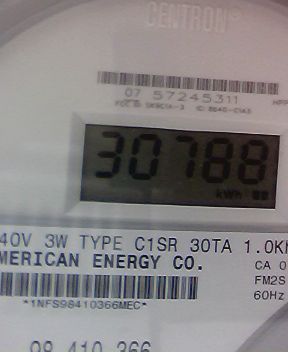 CENTRON®
07 57245311
30788
kWh
40V 3W TYPE C1SR 30TA 1.0K
MERICAN ENERGY CO.
CA 0
FM2S
60Hz
*1NFS98410366MEC*
98 410 366